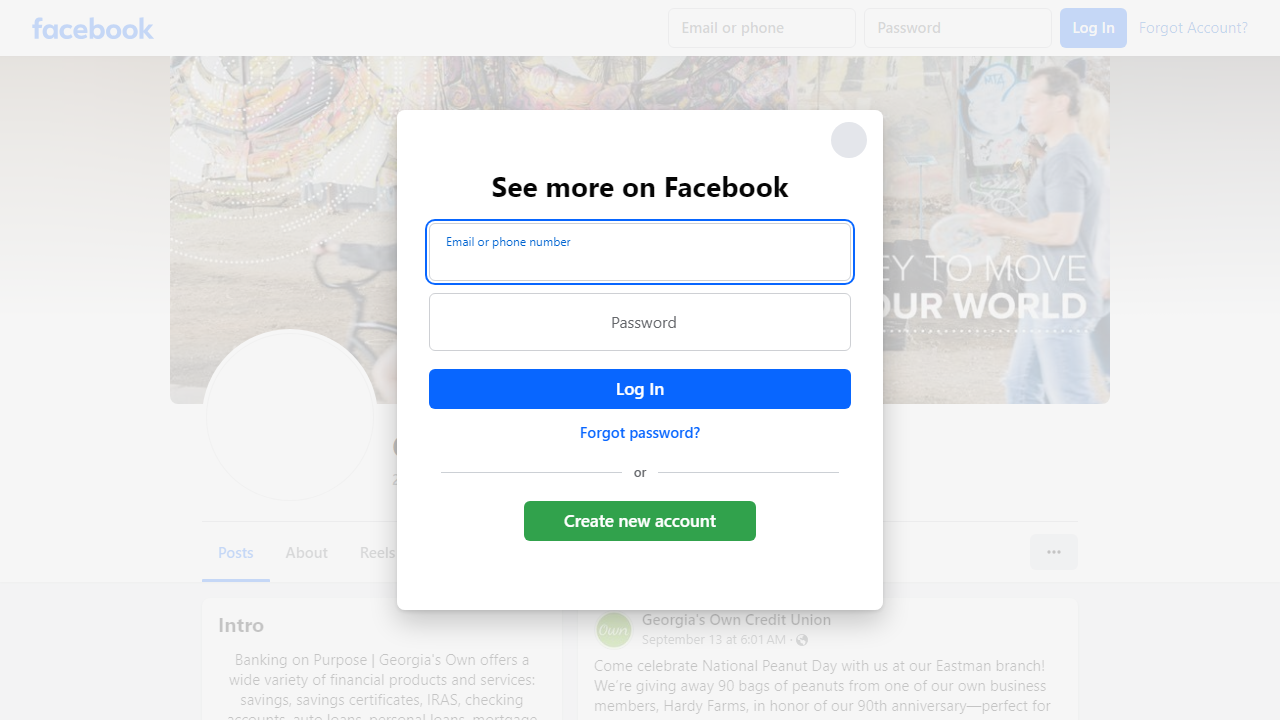 facebook
Email or phone
Password
Log In
Forgot Account?
MTA
EY TO MOVE
OUR WORLD
See more on Facebook
Email or phone number
Password
Log In
Forgot password?
or
Create new account
Posts
About
Reels
Intro
Banking on Purpose | Georgia's Own offers a
wide variety of financial products and services:
savings, savings certificates, IRAS, checking
accounts, auto loans, personal loans, mortgage
Own
Georgia's Own Credit Union
September 13 at 6:01 AM ·
Come celebrate National Peanut Day with us at our Eastman branch!
We're giving away 90 bags of peanuts from one of our own business
members, Hardy Farms, in honor of our 90th anniversary—perfect for